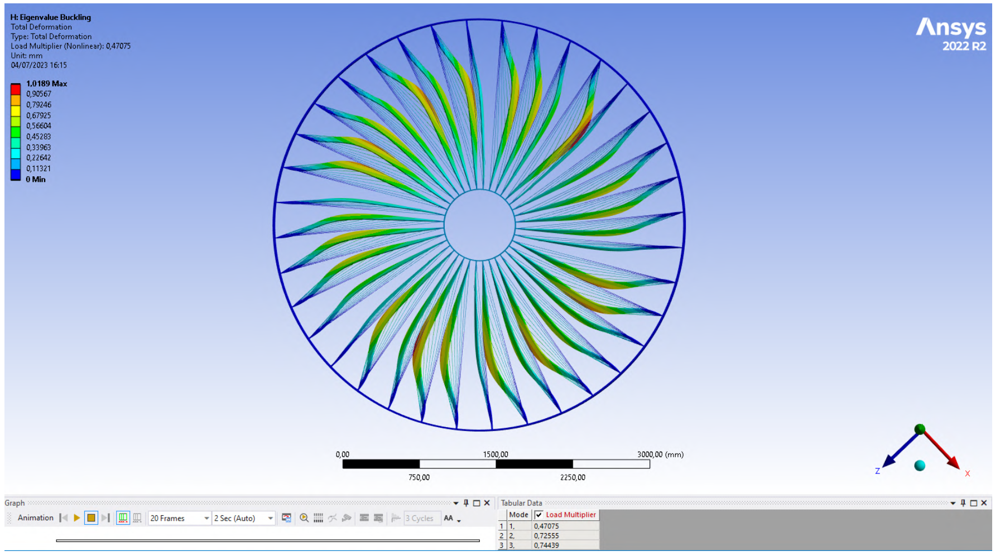 H: Eigenvalue Buckling
Total Deformation
Type: Total Deformation
Load Multiplier (Nonlinear): 0,47075
Unit: mm
04/07/2023 16:15
1,0189 Max
0,90567
0,79246
0,67925
0,56604
0,45283
0,33963
0,22642
0,11321
0 Min
Ansys
2022 R2
0,00 1500,00 3000,00 (mm)
750,00 2250,00
Z X
Graph
Animation 20 Frames 2 Sec (Auto) 3 Cycles AA
Tabular Data
Mode Load Multiplier
1 1, 0,47075
2 2, 0,72555
3 3, 0,74439